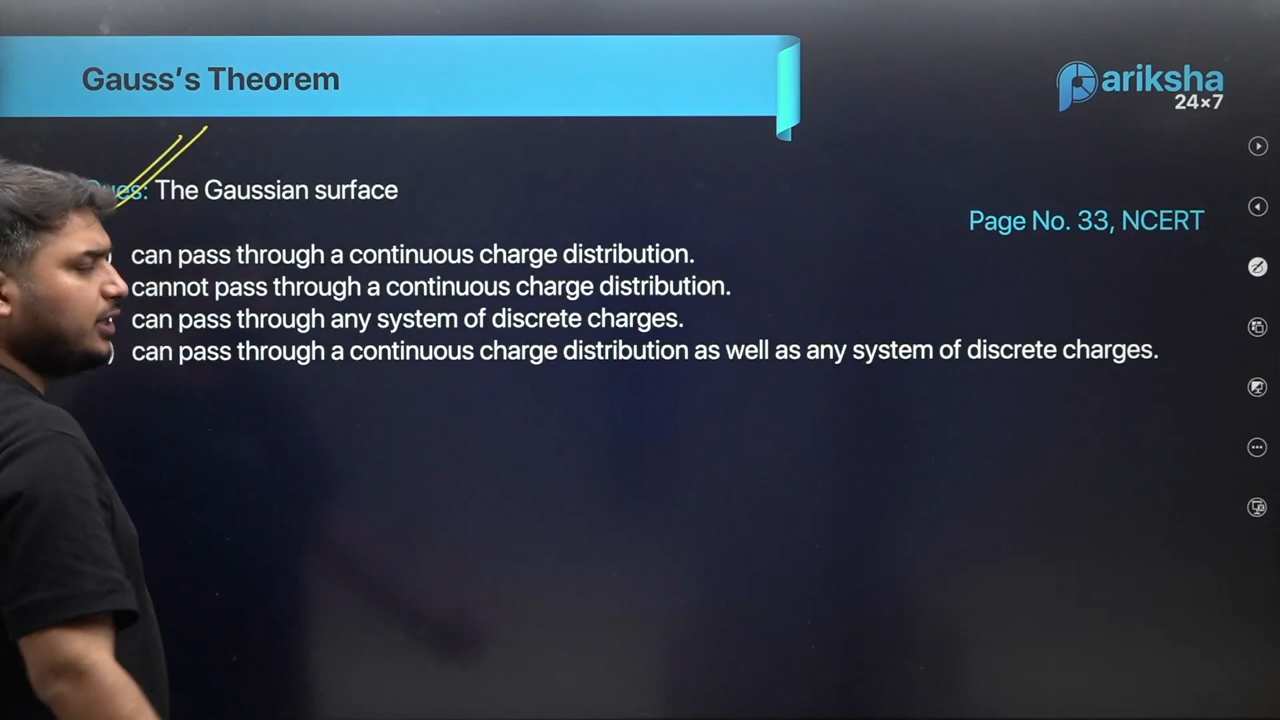 Gauss's Theorem
ariksha
24×7
Ques: The Gaussian surface
Page No. 33, NCERT
can pass through a continuous charge distribution.
cannot pass through a continuous charge distribution.
can pass through any system of discrete charges.
) can pass through a continuous charge distribution as well as any system of discrete charges.